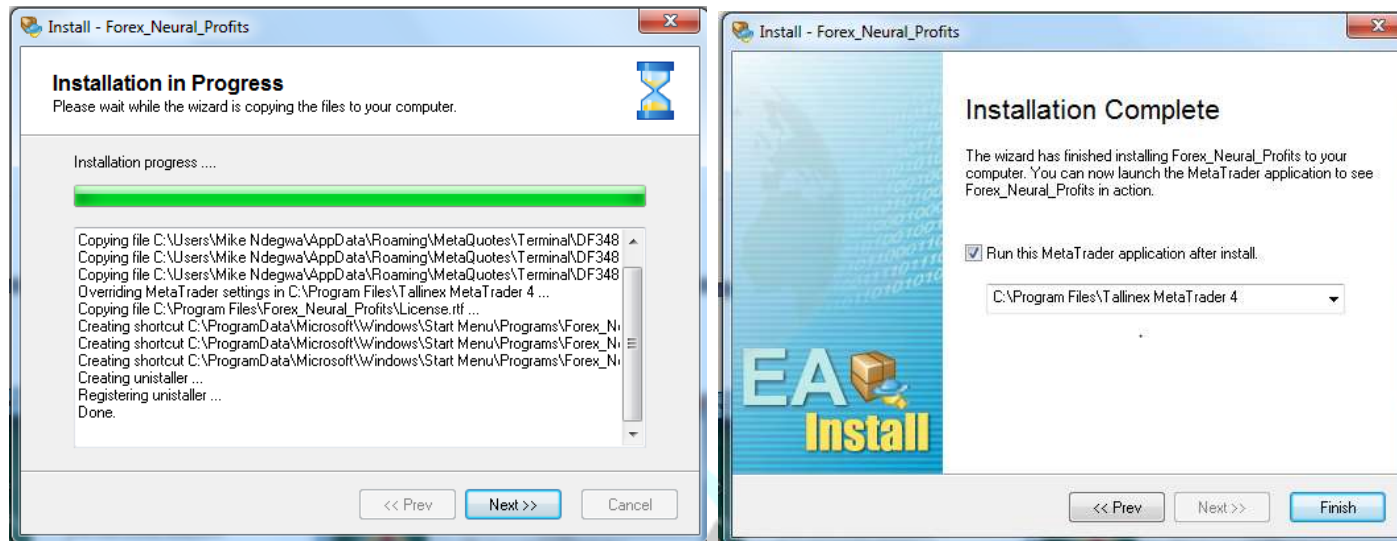 Install - Forex_Neural_Profits
Installation in Progress
Please wait while the wizard is copying the files to your computer.
Installation progress ....
Copying file C:\Users\Mike Ndegwa\AppData\Roaming\MetaQuotes\Terminal\DF348
Copying file C:\Users\Mike Ndegwa\AppData\Roaming\MetaQuotes\Terminal\DF348
Copying file C:\Users\Mike Ndegwa\AppData\Roaming\MetaQuotes\Terminal\DF348
Overriding MetaTrader settings in C:\Program Files\Tallinex MetaTrader 4 ...
Copying file C:\Program Files\Forex_Neural_Profits\License.rtf ...
Creating shortcut C:\ProgramData\Microsoft\Windows\Start Menu\Programs\Forex_N
Creating shortcut C:\ProgramData\Microsoft\Windows\Start Menu\Programs\Forex_N
Creating shortcut C:\ProgramData\Microsoft\Windows\Start Menu\Programs\Forex_N
Creating unistaller ...
Registering unistaller ...
Done.
<< Prev
Next >>
Cancel
Install - Forex_Neural_Profits
Installation Complete
The wizard has finished installing Forex_Neural_Profits to your
computer. You can now launch the MetaTrader application to see
Forex_Neural_Profits in action.
Run this MetaTrader application after install.
C:\Program Files\Tallinex MetaTrader 4
EA
Install
<< Prev
Next >>
Finish